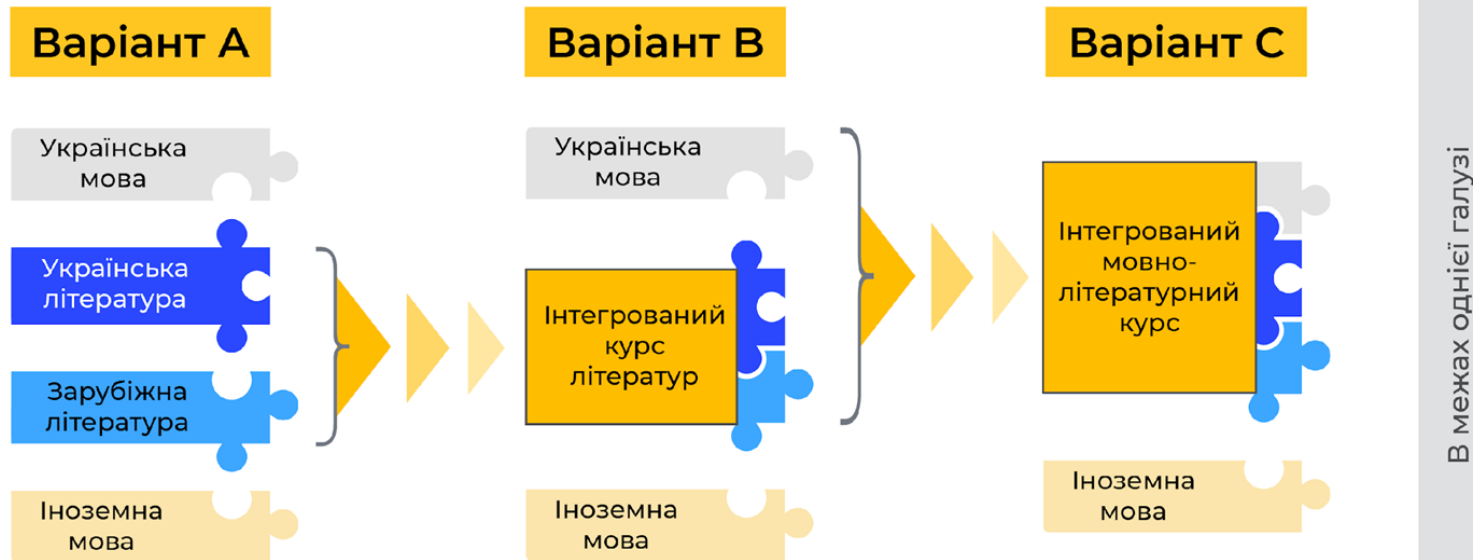 Варіант А
Українська
мова
Українська
література
Зарубіжна
література
Іноземна
мова
Варіант В
Українська
мова
Інтегрований
курс
літератур
Іноземна
мова
Варіант С
Інтегрований
мовно-
літературний
курс
Іноземна
мова
В межах однієї галузі